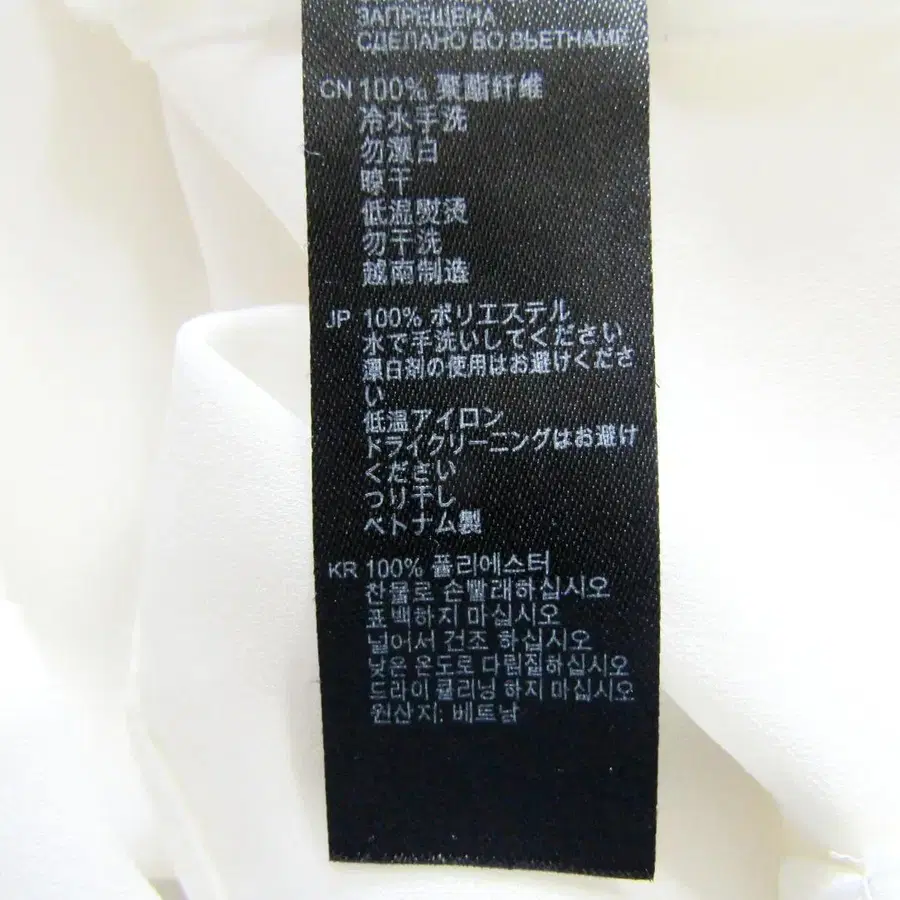 ЗАПРЕЩЕНА
СДЕЛАНО ВО ВЬЕТНАМЕ
CN 100% 聚酯纤维
冷水手洗
勿漂白
晾干
低温熨烫
勿干洗
越南制造
JP 100% ポリエステル
水で手洗いしてください
漂白剤の使用はお避けくださ
い
低温アイロン
ドライクリーニングはお避け
ください
つり干し
ベトナム製
KR 100% 폴리에스터
찬물로 손빨래하십시오
표백하지 마십시오
널어서 건조 하십시오
낮은 온도로 다림질하십시오
드라이 클리닝 하지 마십시오
원산지: 베트남